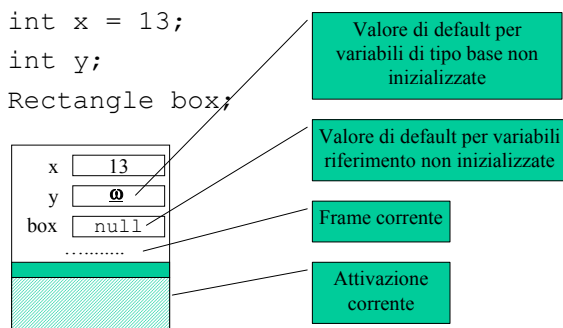 int x = 13;
int y;
Rectangle box;
Valore di default per
variabili di tipo base non
inizializzate
Valore di default per variabili
riferimento non inizializzate
x 13
y ω
box null
............
Frame corrente
Attivazione
corrente